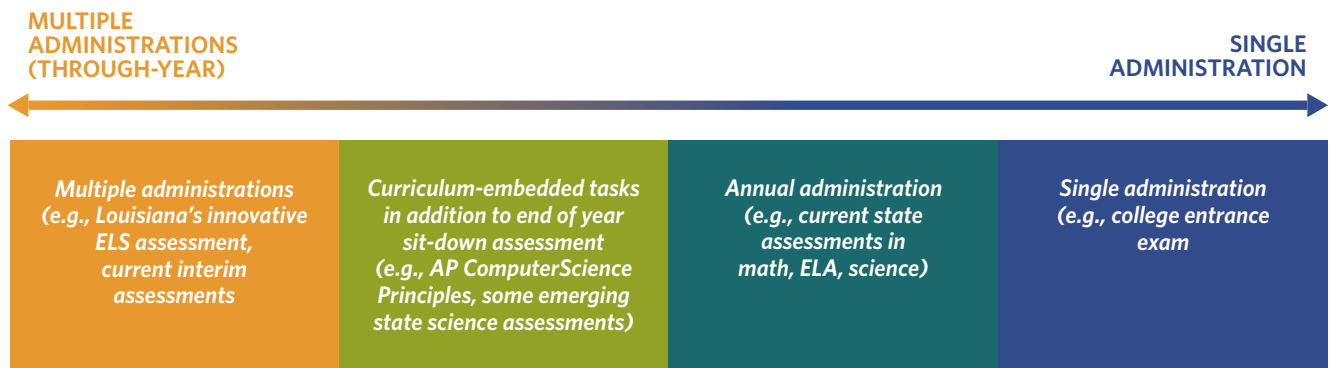 MULTIPLE
ADMINISTRATIONS
(THROUGH-YEAR)
SINGLE
ADMINISTRATION
Multiple administrations
(e.g., Louisiana's innovative
ELS assessment,
current interim
assessments
Curriculum-embedded tasks
in addition to end of year
sit-down assessment
(e.g., AP ComputerScience
Principles, some emerging
state science assessments)
Annual administration
(e.g., current state
assessments in
math, ELA, science)
Single administration
(e.g., college entrance
exam